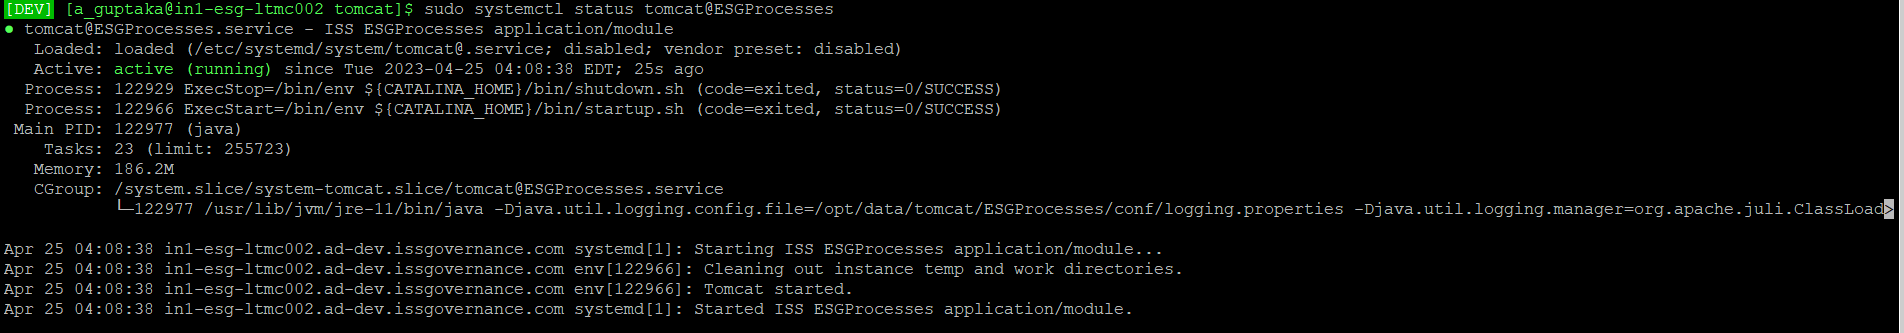 [DEV] [a_guptaka@in1-esg-ltmc002 tomcat]$ sudo systemctl status tomcat@ESGProcesses
● tomcat@ESGProcesses.service - ISS ESGProcesses application/module
Loaded: loaded (/etc/systemd/system/tomcat@.service; disabled; vendor preset: disabled)
Active: active (running) since Tue 2023-04-25 04:08:38 EDT; 25s ago
Process: 122929 ExecStop=/bin/env ${CATALINA_HOME}/bin/shutdown.sh (code=exited, status=0/SUCCESS)
Process: 122966 ExecStart=/bin/env ${CATALINA_HOME}/bin/startup.sh (code=exited, status=0/SUCCESS)
Main PID: 122977 (java)
Tasks: 23 (limit: 255723)
Memory: 186.2M
CGroup: /system.slice/system-tomcat.slice/tomcat@ESGProcesses.service
└─122977 /usr/lib/jvm/jre-11/bin/java -Djava.util.logging.config.file=/opt/data/tomcat/ESGProcesses/conf/logging.properties -Djava.util.logging.manager=org.apache.juli.ClassLoad>
Apr 25 04:08:38 in1-esg-ltmc002.ad-dev.issgovernance.com systemd[1]: Starting ISS ESGProcesses application/module...
Apr 25 04:08:38 in1-esg-ltmc002.ad-dev.issgovernance.com env[122966]: Cleaning out instance temp and work directories.
Apr 25 04:08:38 in1-esg-ltmc002.ad-dev.issgovernance.com env[122966]: Tomcat started.
Apr 25 04:08:38 in1-esg-ltmc002.ad-dev.issgovernance.com systemd[1]: Started ISS ESGProcesses application/module.